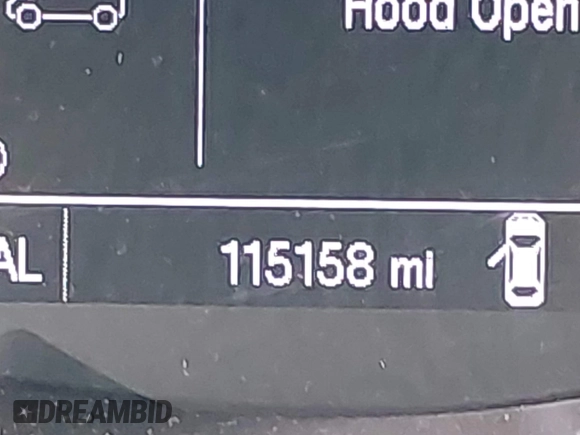 Hood Open
AL
115158 mi
DREAMBID